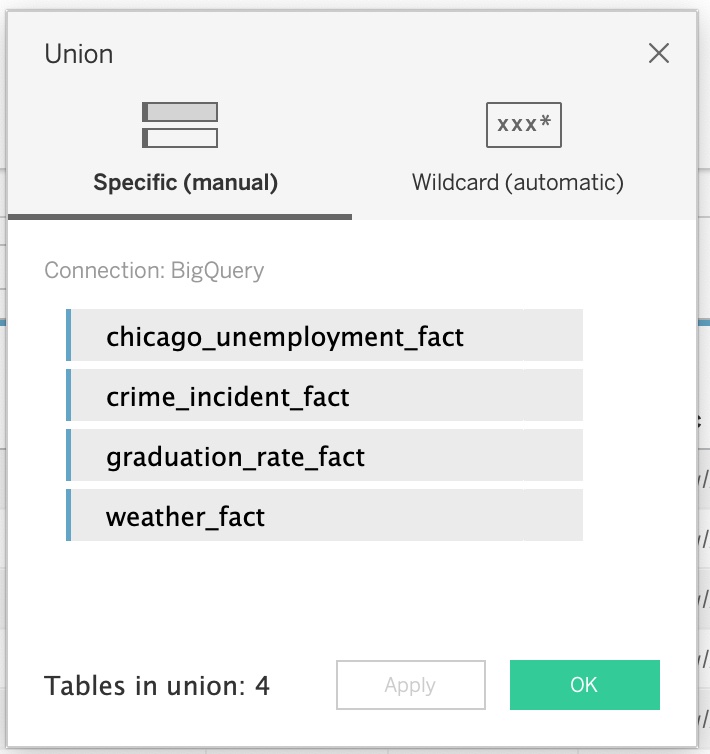 Union
xxx*
Specific (manual)
Wildcard (automatic)
Connection: BigQuery
chicago_unemployment_fact
crime_incident_fact
graduation_rate_fact
weather_fact
Tables in union: 4
Apply
OK